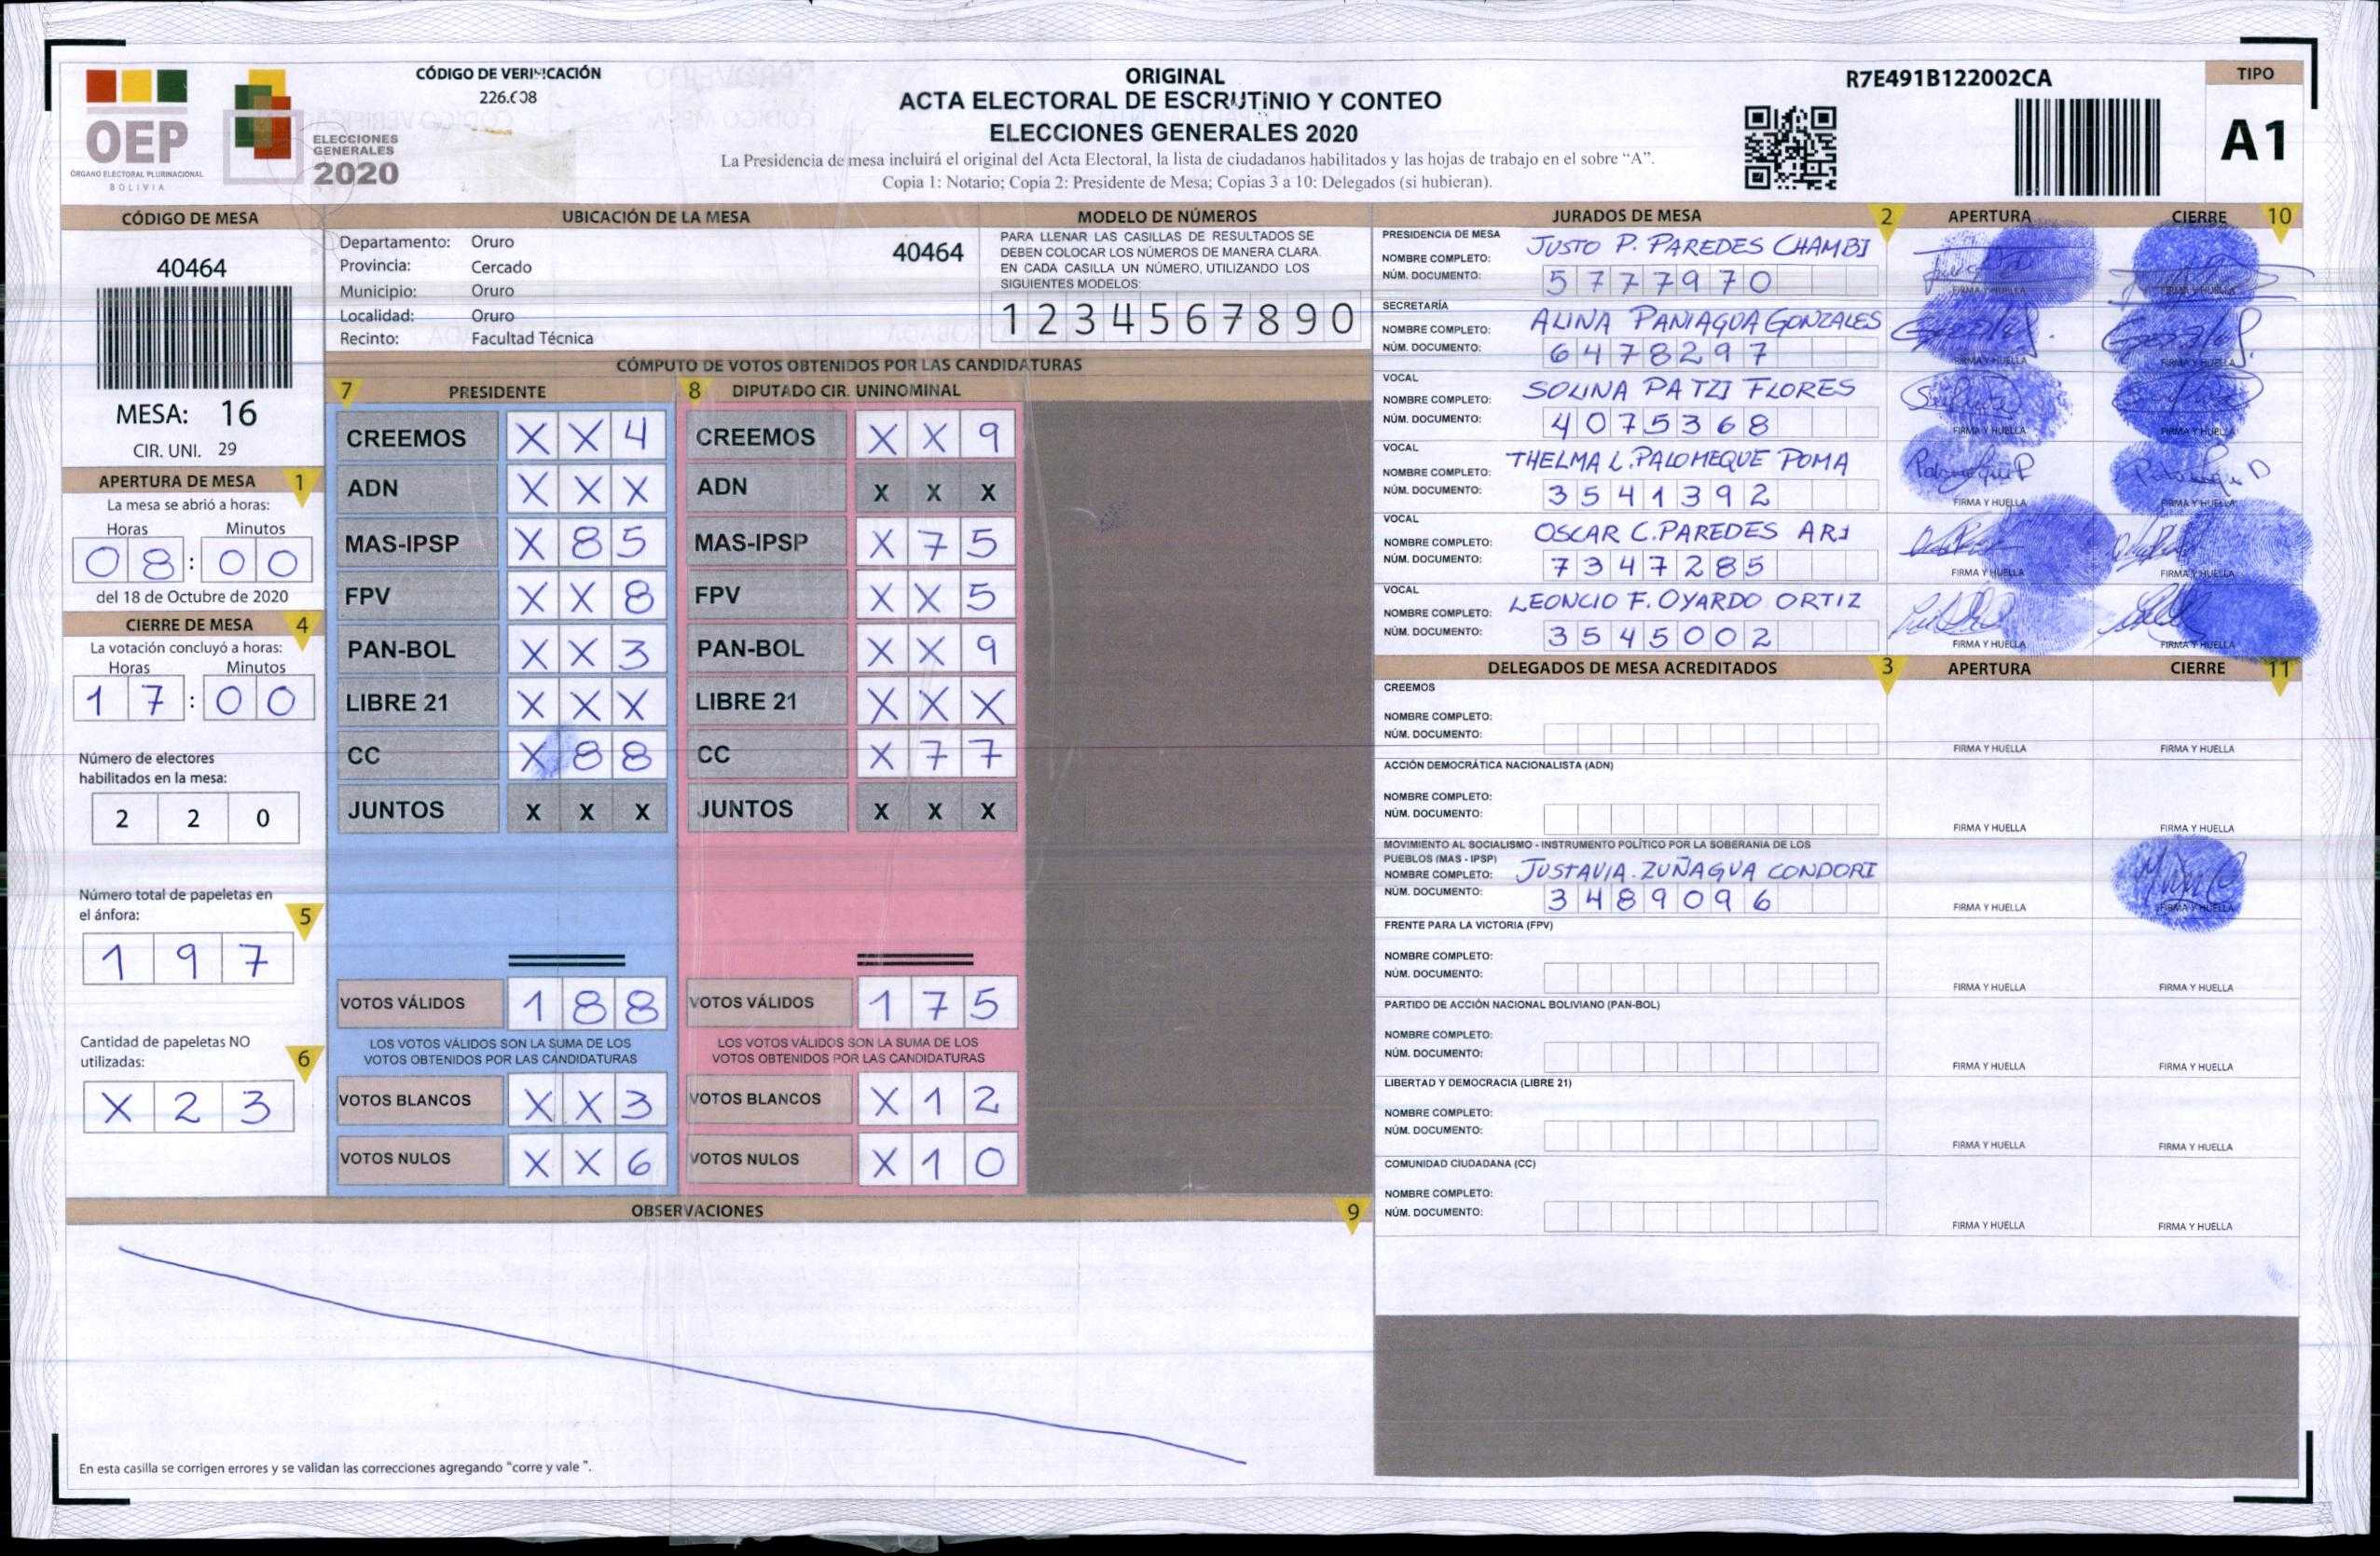 OEP
ÓRGANO ELECTORAL PLURINACIONAL
BOLIVIA
ELECCIONES
GENERALES
2020
CÓDIGO DE VERIFICACIÓN
ORIGINAL
ACTA ELECTORAL DE ESCRUTINIO Y CONTEO
ELECCIONES GENERALES 2020
La Presidencia de mesa incluirá el original del Acta Electoral, la lista de ciudadanos habilitados y las hojas de trabajo en el sobre “A”.
Copia 1: Notario; Copia 2: Presidente de Mesa; Copias 3 a 10: Delegados (si hubieran).
R7E491B122002CA
TIPO
A1
CÓDIGO DE MESA
40464
MESA: 16
CIR. UNI. 29
APERTURA DE MESA 1
La mesa se abrió a horas:
Horas Minutos
08:00
del 18 de Octubre de 2020
CIERRE DE MESA 4
La votación concluyó a horas:
Horas Minutos
17:00
Número de electores
habilitados en la mesa:
2 2 0
Número total de papeletas en
el ánfora: 5
1 9 7
Cantidad de papeletas NO
utilizadas: 6
X 2 3
UBICACIÓN DE LA MESA
Departamento: Oruro 40464
Provincia: Cercado
Municipio: Oruro
Localidad: Oruro
Recinto: Facultad Técnica
MODELO DE NÚMEROS
PARA LLENAR LAS CASILLAS DE RESULTADOS SE
DEBEN COLOCAR LOS NÚMEROS DE MANERA CLARA.
EN CADA CASILLA UN NÚMERO, UTILIZANDO LOS
SIGUIENTES MODELOS:
1 2 3 4 5 6 7 8 9 0
CÓMPUTO DE VOTOS OBTENIDOS POR LAS CANDIDATURAS
7 PRESIDENTE
CREEMOS X X 4
ADN X X X
MAS-IPSP X 8 5
FPV X X 8
PAN-BOL X X 3
LIBRE 21 X X X
CC X 8 8
JUNTOS X X X
VOTOS VÁLIDOS 1 8 8
LOS VOTOS VÁLIDOS SON LA SUMA DE LOS
VOTOS OBTENIDOS POR LAS CANDIDATURAS
VOTOS BLANCOS X X 3
VOTOS NULOS X X 6
8 DIPUTADO CIR. UNINOMINAL
CREEMOS X X 9
ADN X X X
MAS-IPSP X 7 5
FPV X X 5
PAN-BOL X X 9
LIBRE 21 X X X
CC X 7 7
JUNTOS X X X
VOTOS VÁLIDOS 1 7 5
LOS VOTOS VÁLIDOS SON LA SUMA DE LOS
VOTOS OBTENIDOS POR LAS CANDIDATURAS
VOTOS BLANCOS X 1 2
VOTOS NULOS X 1 0
OBSERVACIONES 9
En esta casilla se corrigen errores y se validan las correcciones agregando “corre y vale ”.
JURADOS DE MESA 2 APERTURA CIERRE 10
PRESIDENCIA DE MESA
NOMBRE COMPLETO: JUSTO P. PAREDES CHAMBI
NÚM. DOCUMENTO: 5777970
FIRMA Y HUELLA FIRMA Y HUELLA
SECRETARÍA
NOMBRE COMPLETO: ALINA PANIAGUA GONZALES
NÚM. DOCUMENTO: 6478297
FIRMA Y HUELLA FIRMA Y HUELLA
VOCAL
NOMBRE COMPLETO: SOLINA PATZI FLORES
NÚM. DOCUMENTO: 4075368
FIRMA Y HUELLA FIRMA Y HUELLA
VOCAL
NOMBRE COMPLETO: THELMA L. PALOMEQUE POMA
NÚM. DOCUMENTO: 3541392
FIRMA Y HUELLA FIRMA Y HUELLA
VOCAL
NOMBRE COMPLETO: OSCAR C. PAREDES ARI
NÚM. DOCUMENTO: 7347285
FIRMA Y HUELLA FIRMA Y HUELLA
VOCAL
NOMBRE COMPLETO: LEONCIO F. OYARDO ORTIZ
NÚM. DOCUMENTO: 3545002
FIRMA Y HUELLA FIRMA Y HUELLA
DELEGADOS DE MESA ACREDITADOS 3 APERTURA CIERRE 11
CREEMOS
NOMBRE COMPLETO:
NÚM. DOCUMENTO:
FIRMA Y HUELLA FIRMA Y HUELLA
ACCIÓN DEMOCRÁTICA NACIONALISTA (ADN)
NOMBRE COMPLETO:
NÚM. DOCUMENTO:
FIRMA Y HUELLA FIRMA Y HUELLA
MOVIMIENTO AL SOCIALISMO - INSTRUMENTO POLÍTICO POR LA SOBERANÍA DE LOS
PUEBLOS (MAS - IPSP)
NOMBRE COMPLETO: JUSTAVIA. ZUÑAGUA CONDORI
NÚM. DOCUMENTO: 3489096
FIRMA Y HUELLA FIRMA Y HUELLA
FRENTE PARA LA VICTORIA (FPV)
NOMBRE COMPLETO:
NÚM. DOCUMENTO:
FIRMA Y HUELLA FIRMA Y HUELLA
PARTIDO DE ACCIÓN NACIONAL BOLIVIANO (PAN-BOL)
NOMBRE COMPLETO:
NÚM. DOCUMENTO:
FIRMA Y HUELLA FIRMA Y HUELLA
LIBERTAD Y DEMOCRACIA (LIBRE 21)
NOMBRE COMPLETO:
NÚM. DOCUMENTO:
FIRMA Y HUELLA FIRMA Y HUELLA
COMUNIDAD CIUDADANA (CC)
NOMBRE COMPLETO:
NÚM. DOCUMENTO:
FIRMA Y HUELLA FIRMA Y HUELLA